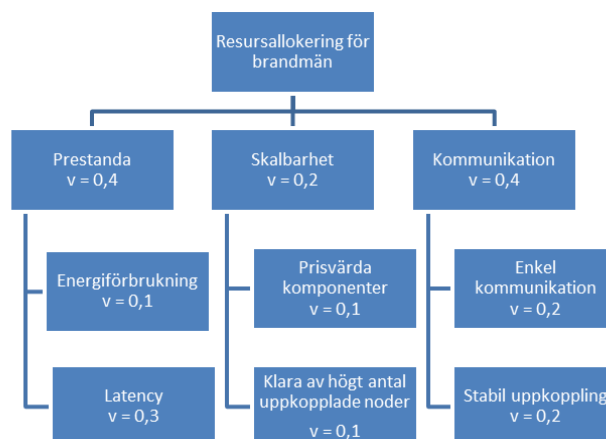 Resursallokering för
brandmän
Prestanda
v = 0,4
Skalbarhet
v = 0,2
Kommunikation
v = 0,4
Energiförbrukning
v = 0,1
Prisvärda
komponenter
v = 0,1
Enkel
kommunikation
v = 0,2
Latency
v = 0,3
Klara av högt antal
uppkopplade noder
v = 0,1
Stabil uppkoppling
v = 0,2